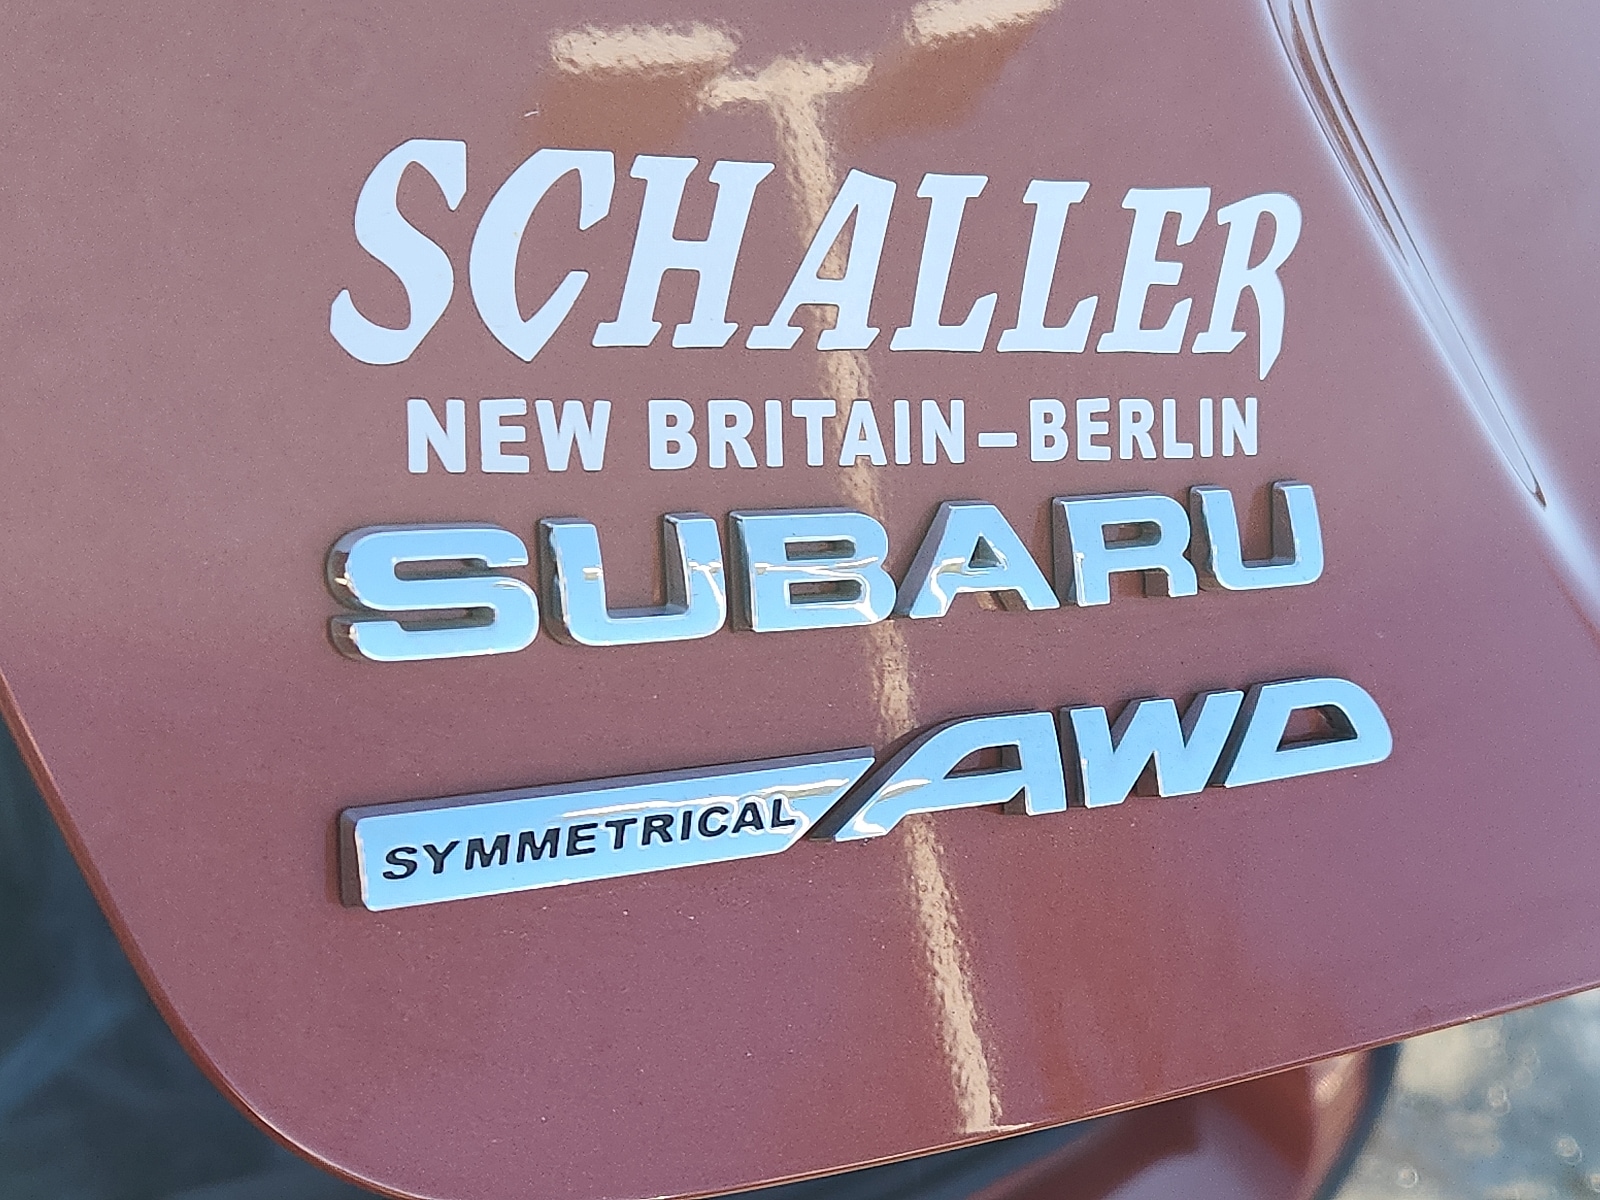 SCHALLER
NEW BRITAIN-BERLIN
SUBARU
SYMMETRICAL AWD